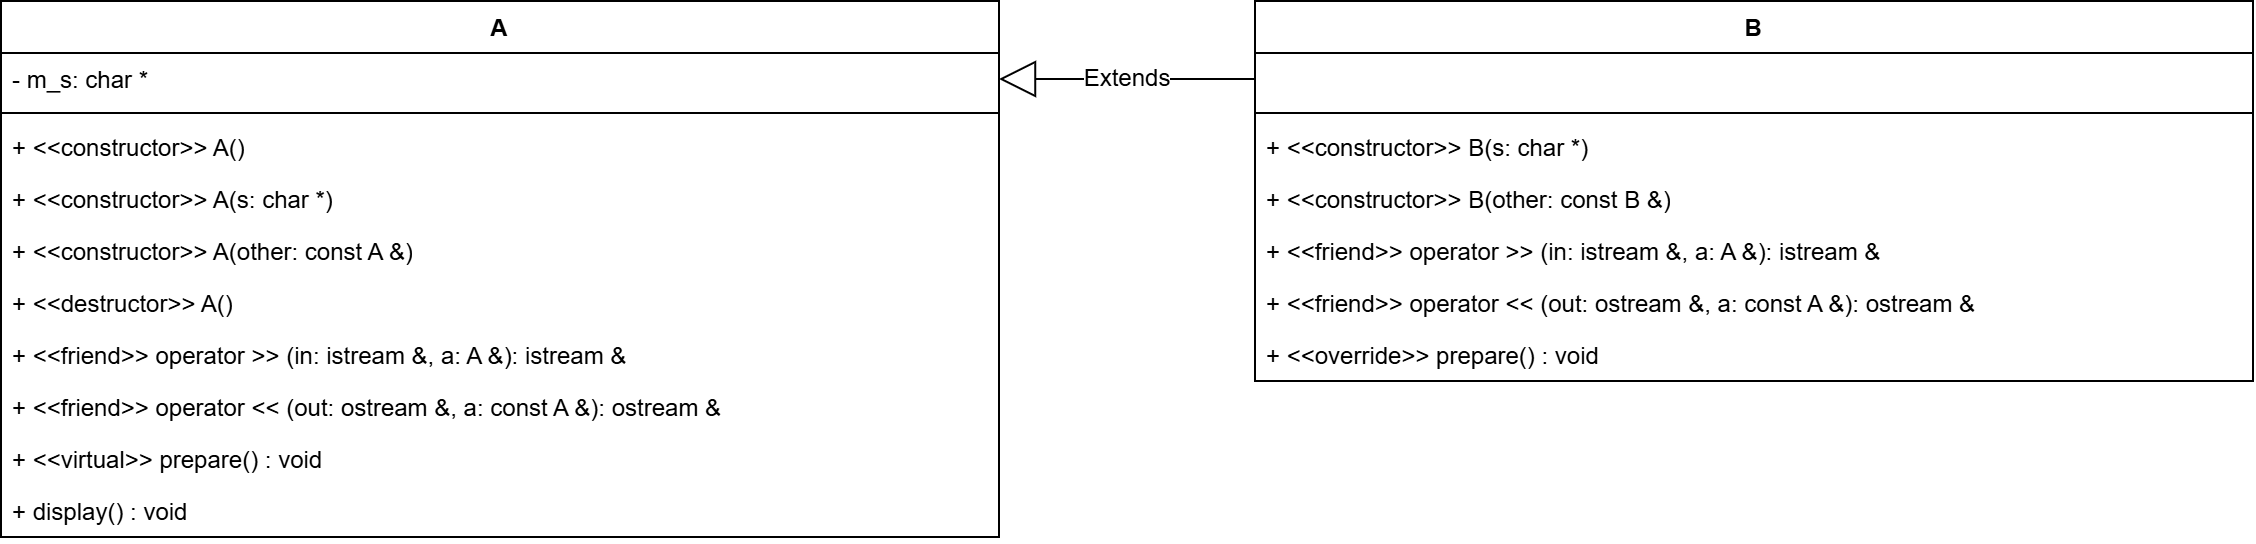 A
- m_s: char *
+ <<constructor>> A()
+ <<constructor>> A(s: char *)
+ <<constructor>> A(other: const A &)
+ <<destructor>> A()
+ <<friend>> operator >> (in: istream &, a: A &): istream &
+ <<friend>> operator << (out: ostream &, a: const A &): ostream &
+ <<virtual>> prepare() : void
+ display() : void
Extends
B
+ <<constructor>> B(s: char *)
+ <<constructor>> B(other: const B &)
+ <<friend>> operator >> (in: istream &, a: A &): istream &
+ <<friend>> operator << (out: ostream &, a: const A &): ostream &
+ <<override>> prepare() : void